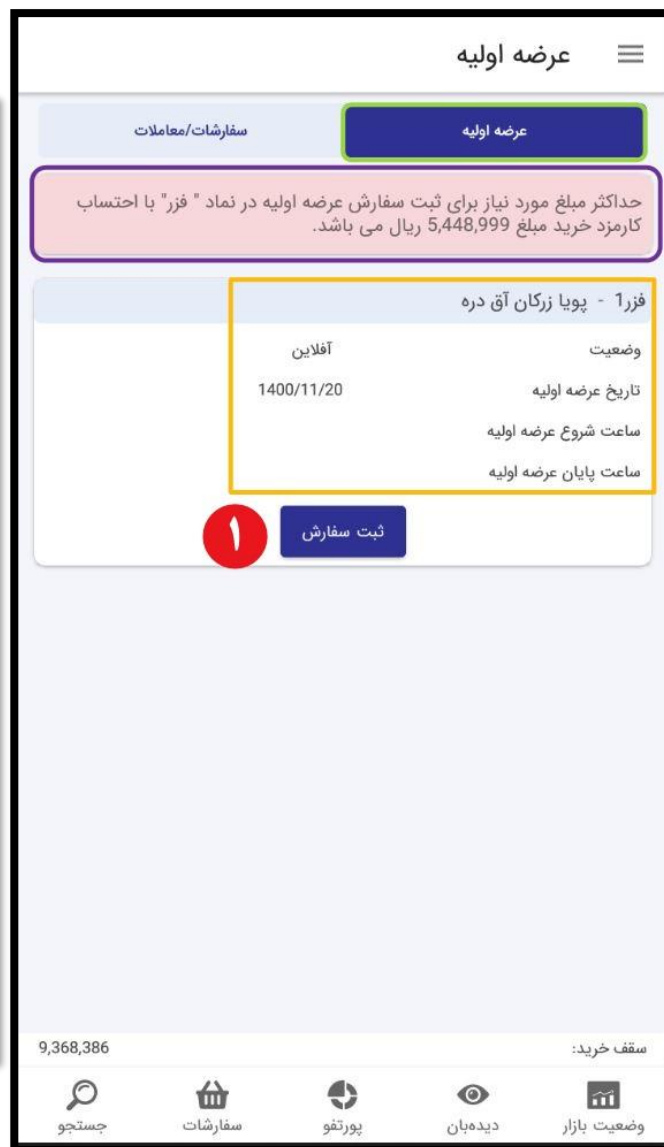 عرضه اولیه
عرضه اولیه
سفارشات/معاملات
حداکثر مبلغ مورد نیاز برای ثبت سفارش عرضه اولیه در نماد " فزر" با احتساب
کارمزد خرید مبلغ 5,448,999 ریال می باشد.
فزر1 - پویا زرکان آق دره
وضعیت آفلاین
تاریخ عرضه اولیه 1400/11/20
ساعت شروع عرضه اولیه
ساعت پایان عرضه اولیه
ثبت سفارش ۱
سقف خرید: 9,368,386
وضعیت بازار دیده‌بان پورتفو سفارشات جستجو